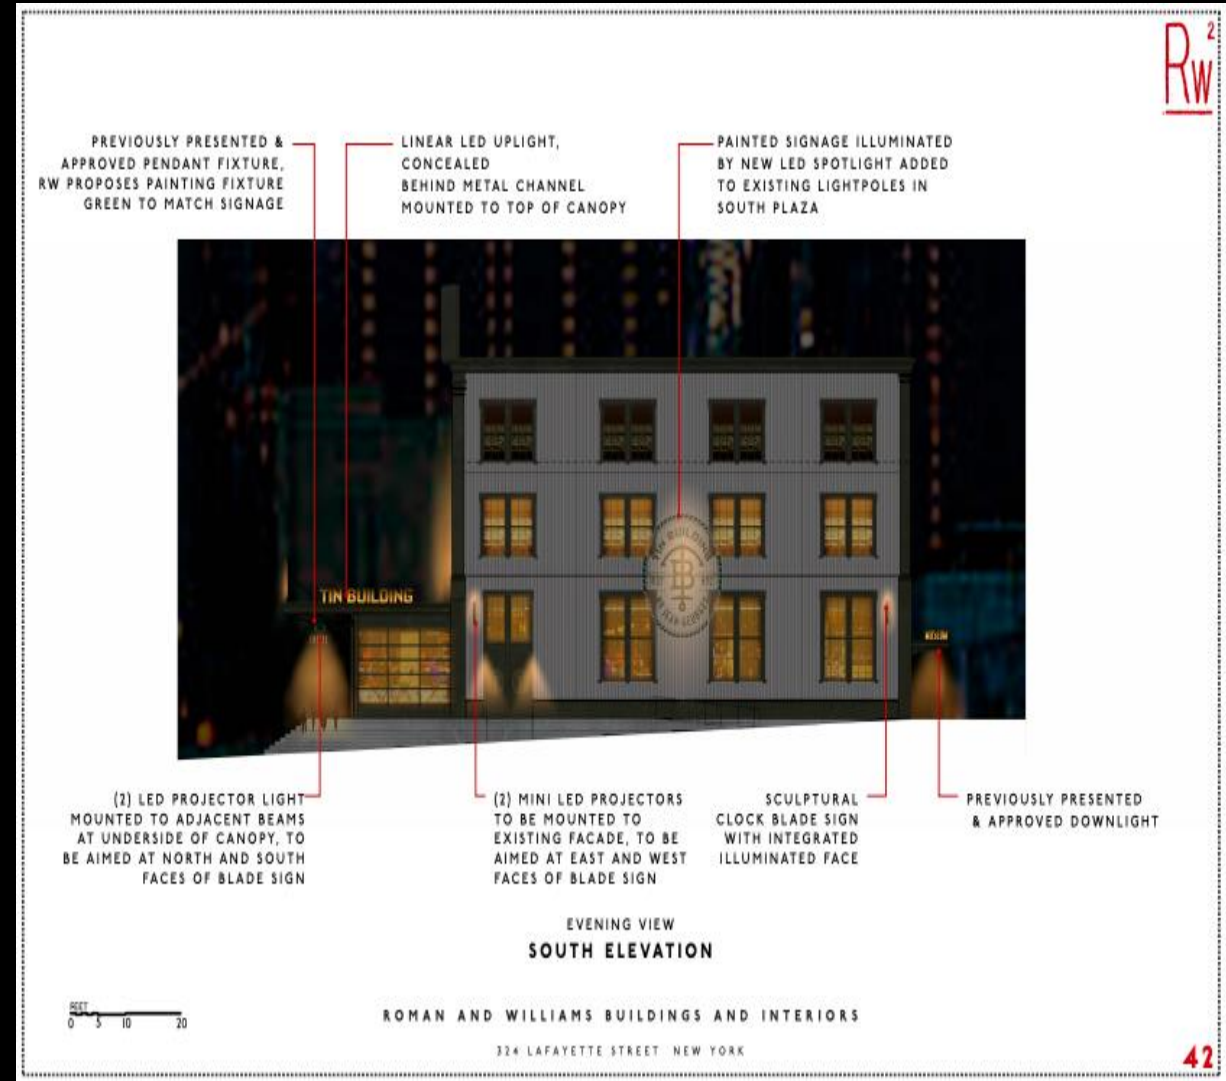 Rw 2
PREVIOUSLY PRESENTED &
APPROVED PENDANT FIXTURE,
RW PROPOSES PAINTING FIXTURE
GREEN TO MATCH SIGNAGE
LINEAR LED UPLIGHT,
CONCEALED
BEHIND METAL CHANNEL
MOUNTED TO TOP OF CANOPY
PAINTED SIGNAGE ILLUMINATED
BY NEW LED SPOTLIGHT ADDED
TO EXISTING LIGHTPOLES IN
SOUTH PLAZA
TIN BUILDING
TIN BUILDING
(2) LED PROJECTOR LIGHT
MOUNTED TO ADJACENT BEAMS
AT UNDERSIDE OF CANOPY, TO
BE AIMED AT NORTH AND SOUTH
FACES OF BLADE SIGN
(2) MINI LED PROJECTORS
TO BE MOUNTED TO
EXISTING FACADE, TO BE
AIMED AT EAST AND WEST
FACES OF BLADE SIGN
SCULPTURAL
CLOCK BLADE SIGN
WITH INTEGRATED
ILLUMINATED FACE
PREVIOUSLY PRESENTED
& APPROVED DOWNLIGHT
EVENING VIEW
SOUTH ELEVATION
FEET
0 5 10 20
ROMAN AND WILLIAMS BUILDINGS AND INTERIORS
324 LAFAYETTE STREET NEW YORK
42